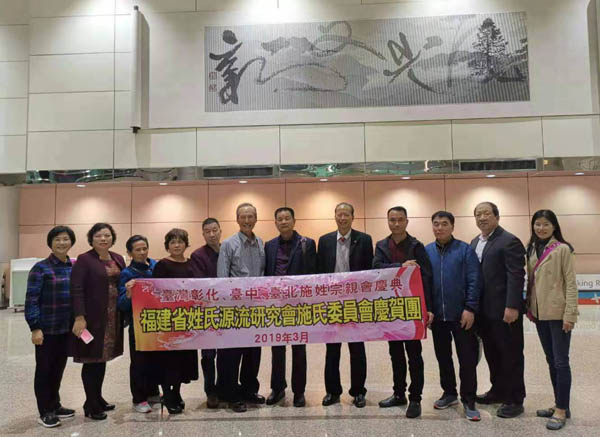 臺灣彰化、臺中、臺北施姓宗親會慶典
福建省姓氏源流研究會施氏委員會慶賀團
2019年3月